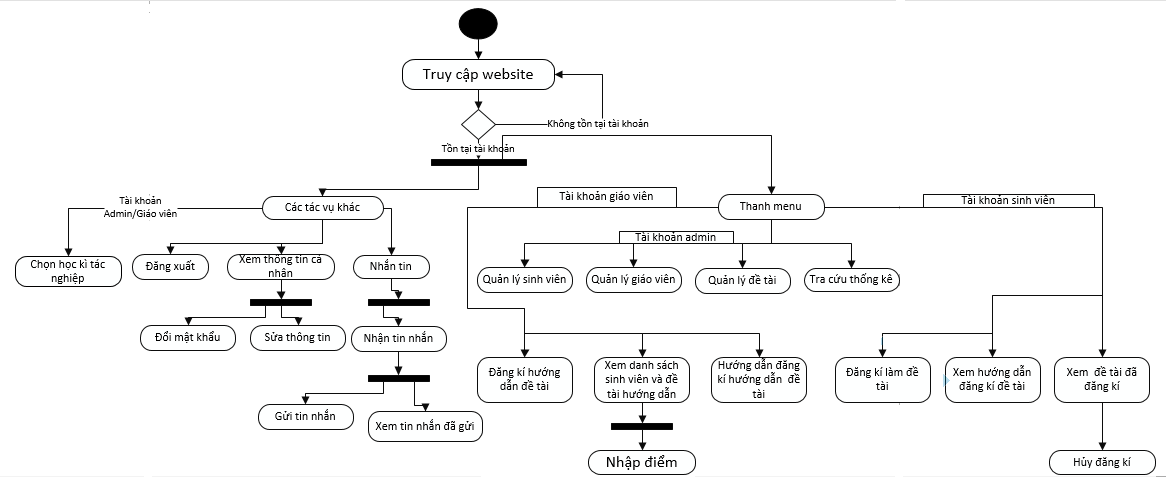 Truy cập website
Không tồn tại tài khoản
Tồn tại tài khoản
Tài khoản
Admin/Giáo viên
Các tác vụ khác
Tài khoản giáo viên
Thanh menu
Tài khoản sinh viên
Tài khoản admin
Chọn học kì tác
nghiệp
Đăng xuất
Xem thông tin cá
nhân
Nhắn tin
Quản lý sinh viên
Quản lý giáo viên
Quản lý đề tài
Tra cứu thống kê
Đổi mật khẩu
Sửa thông tin
Nhận tin nhắn
Đăng kí hướng
dẫn đề tài
Xem danh sách
sinh viên và đề
tài hướng dẫn
Hướng dẫn đăng
kí hướng dẫn đề
tài
Đăng kí làm đề
tài
Xem hướng dẫn
đăng kí đề tài
Xem đề tài đã
đăng kí
Gửi tin nhắn
Xem tin nhắn đã gửi
Nhập điểm
Hủy đăng kí